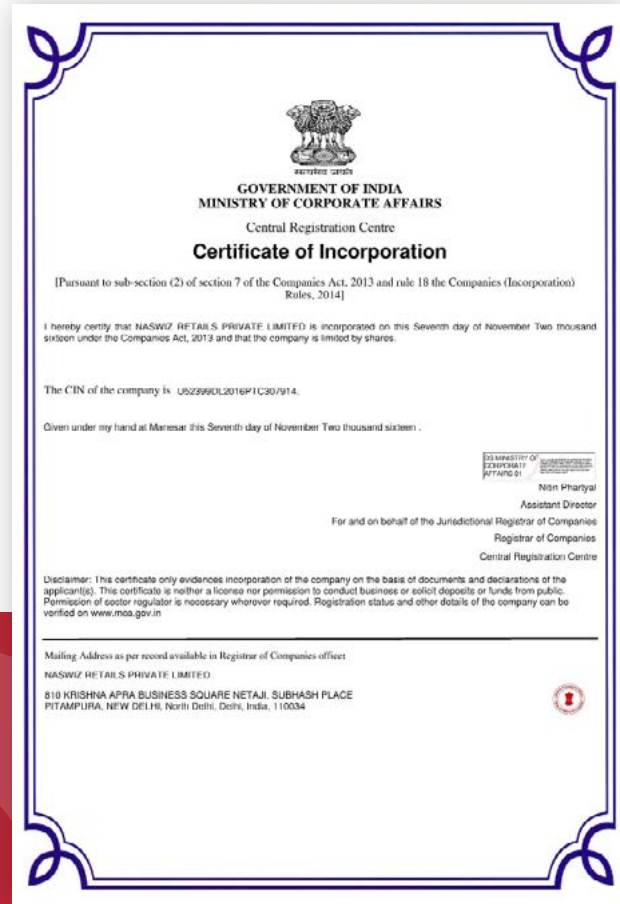 सत्यमेव जयते
GOVERNMENT OF INDIA
MINISTRY OF CORPORATE AFFAIRS
Central Registration Centre
Certificate of Incorporation
[Pursuant to sub-section (2) of section 7 of the Companies Act, 2013 and rule 18 the Companies (Incorporation)
Rules, 2014]
I hereby certify that NASWIZ RETAILS PRIVATE LIMITED is incorporated on this Seventh day of November Two thousand
sixteen under the Companies Act, 2013 and that the company is limited by shares.
The CIN of the company is U52399DL2016PTC307914.
Given under my hand at Manesar this Seventh day of November Two thousand sixteen .
DS MINISTRY OF
CORPORATE
AFFAIRS 01
Nitin Phartyal
Assistant Director
For and on behalf of the Jurisdictional Registrar of Companies
Registrar of Companies
Central Registration Centre
Disclaimer: This certificate only evidences incorporation of the company on the basis of documents and declarations of the
applicant(s). This certificate is neither a license nor permission to conduct business or solicit deposits or funds from public.
Permission of sector regulator is necessary wherever required. Registration status and other details of the company can be
verified on www.mca.gov.in
Mailing Address as per record available in Registrar of Companies office:
NASWIZ RETAILS PRIVATE LIMITED
810 KRISHNA APRA BUSINESS SQUARE NETAJI, SUBHASH PLACE
PITAMPURA, NEW DELHI, North Delhi, Delhi, India, 110034